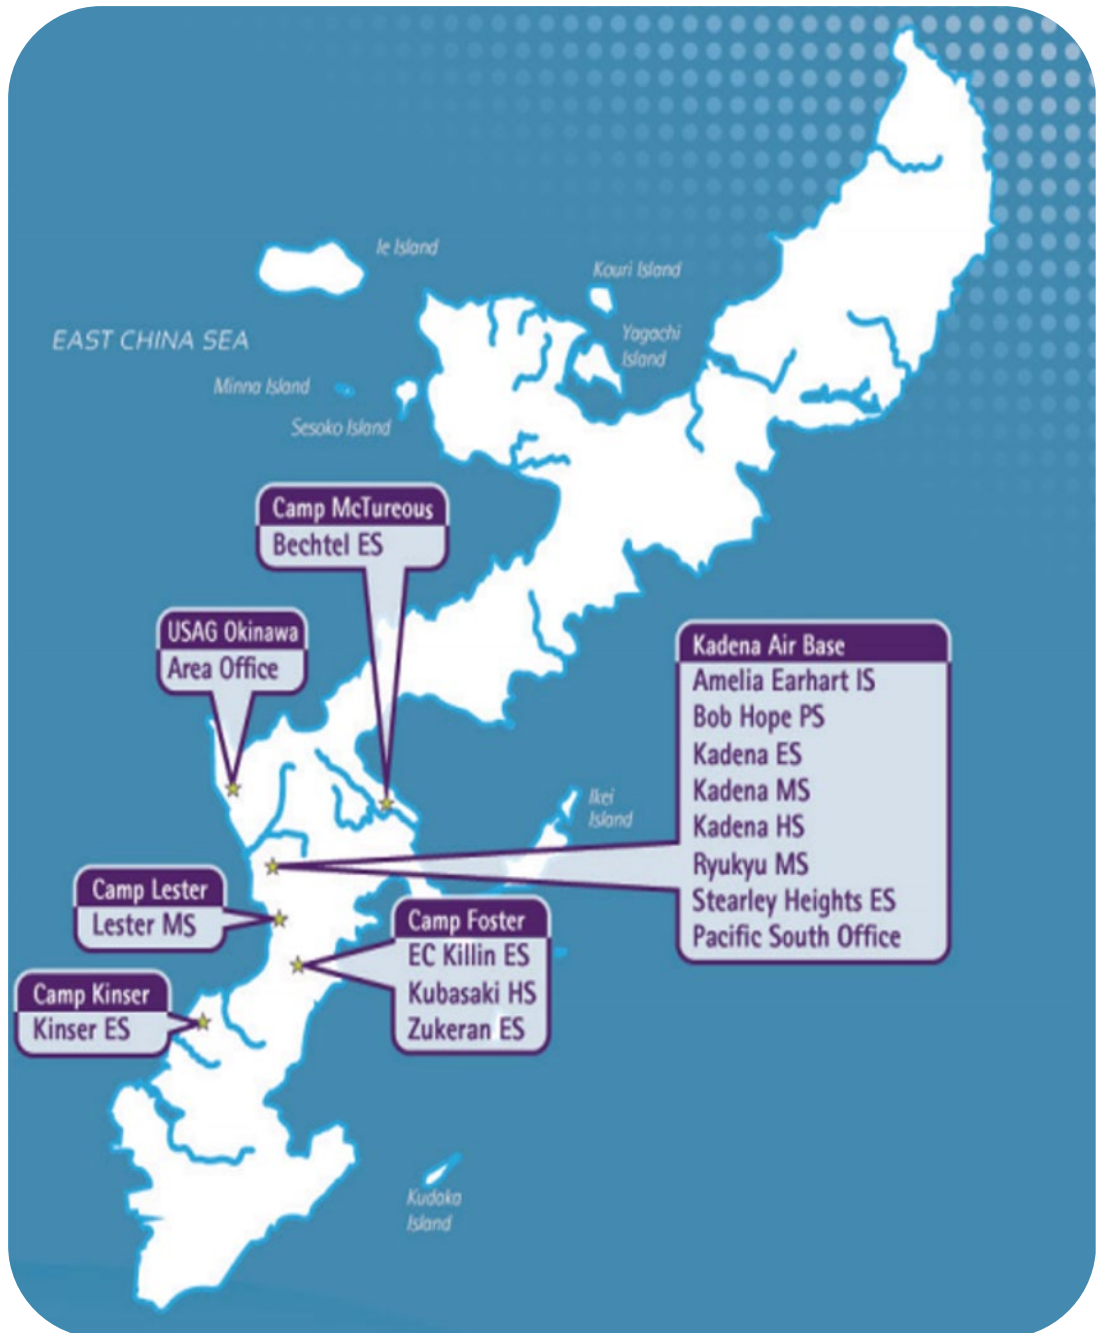 Ie Island
Kouri Island
EAST CHINA SEA
Yagachi
Island
Minna Island
Sesoko Island
Camp McTureous
Bechtel ES
USAG Okinawa
Area Office
Kadena Air Base
Amelia Earhart IS
Bob Hope PS
Kadena ES
Kadena MS
Kadena HS
Ryukyu MS
Stearley Heights ES
Pacific South Office
Ikei
Island
Camp Lester
Lester MS
Camp Foster
EC Killin ES
Kubasaki HS
Zukeran ES
Camp Kinser
Kinser ES
Kudaka
Island